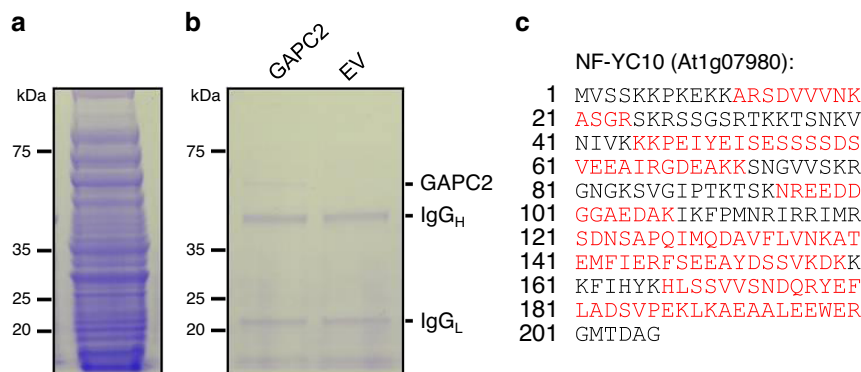 a
b
c
GAPC2
EV
kDa
75
35
25
20
kDa
75
35
25
20
GAPC2
IgGH
IgGL
NF-YC10 (At1g07980):
1 MVSSKKPKEKKARSDVVVNK
21 ASGRSKRSSGSRTKKTSNKV
41 NIVKKKPEIYEISESSSSDS
61 VEEAIRGDEAKKSNGVVSKR
81 GNGKSVGIPTKTSKNREEDD
101 GGAEDAKIKFPMNRIRRIMR
121 SDNSAPQIMQDAVFLVNKAT
141 EMFIERFSEEAYDSSVKDKK
161 KFIHYKHLSSVVSNDQRYEF
181 LADSVPEKLKAEAALEEWER
201 GMTDAG